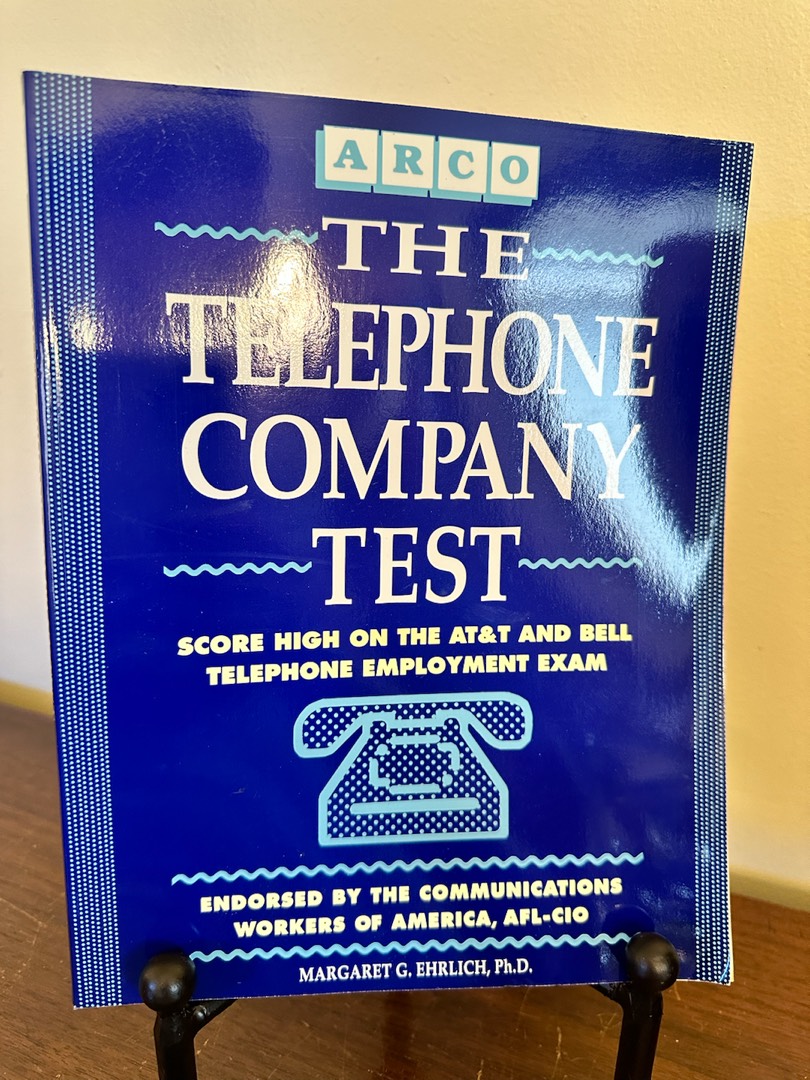 ARCO
THE
TELEPHONE
COMPANY
TEST
SCORE HIGH ON THE AT&T AND BELL
TELEPHONE EMPLOYMENT EXAM
ENDORSED BY THE COMMUNICATIONS
WORKERS OF AMERICA, AFL-CIO
MARGARET G. EHRLICH, Ph.D.